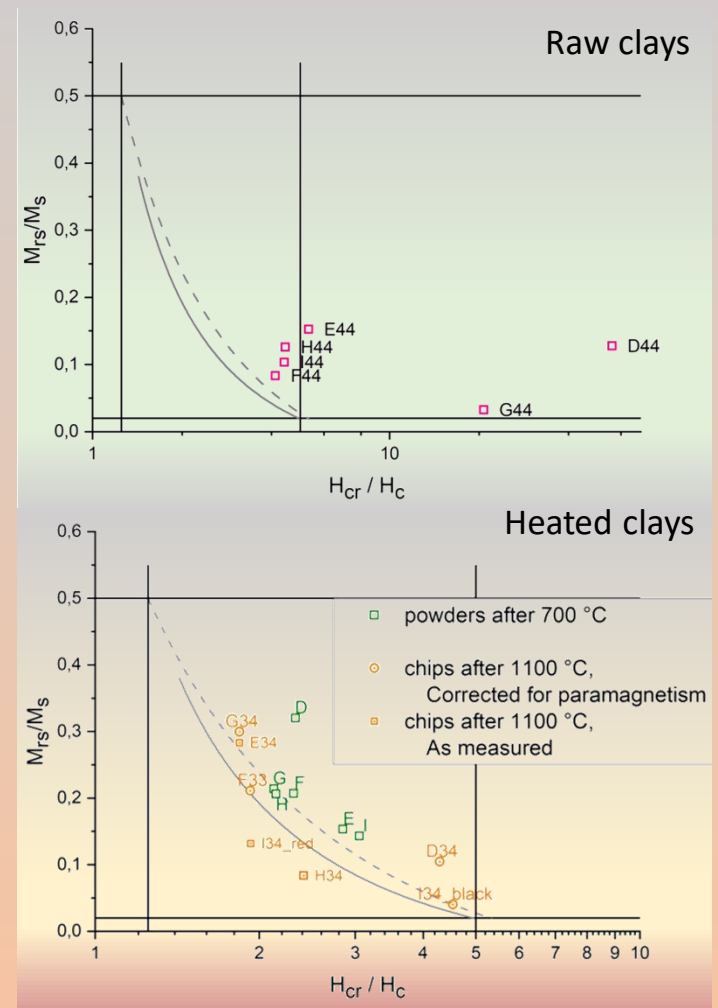 Raw clays
0,6
0,5
0,4
0,3
0,2
0,1
0,0
Mrs/Ms
E44
H44
I44
F44
D44
G44
1
10
Hcr / Hc
Heated clays
0,6
0,5
0,4
0,3
0,2
0,1
0,0
Mrs/Ms
powders after 700 °C
chips after 1100 °C,
Corrected for paramagnetism
chips after 1100 °C,
As measured
D
G34
E34
F33
G
F
H
E
I
I34_red
H34
D34
I34_black
1
2
3
4
5
6
7
8
9
10
Hcr / Hc